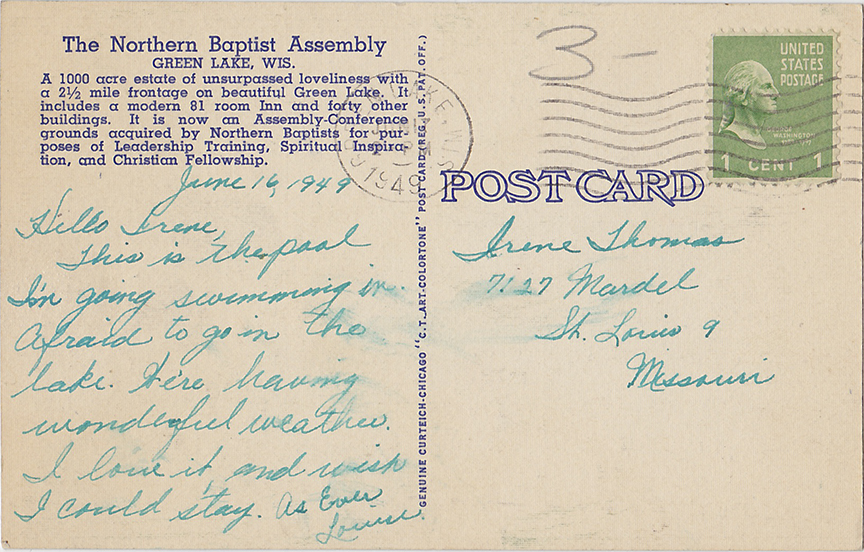 The Northern Baptist Assembly
GREEN LAKE, WIS.
A 1000 acre estate of unsurpassed loveliness with
a 2½ mile frontage on beautiful Green Lake. It
includes a modern 81 room Inn and forty other
buildings. It is now an Assembly-Conference
grounds acquired by Northern Baptists for pur-
poses of Leadership Training, Spiritual Inspira-
tion, and Christian Fellowship.
June 16, 1949
Hello Irene,
This is the pool
I'm going swimming in.
Afraid to go in the
lake. We're having
wonderful weather.
I love it and wish
I could stay. As Ever
Louise.
GENUINE CURTEICH-CHICAGO "C.T. ART-COLORTONE" POST CARD (REG. U.S. PAT. OFF.)
3 -
1949
UNITED
STATES
POSTAGE
WASHINGTON
1 CENT 1
POST CARD
Irene Thomas
7127 Mardel
St. Louis 9
Missouri